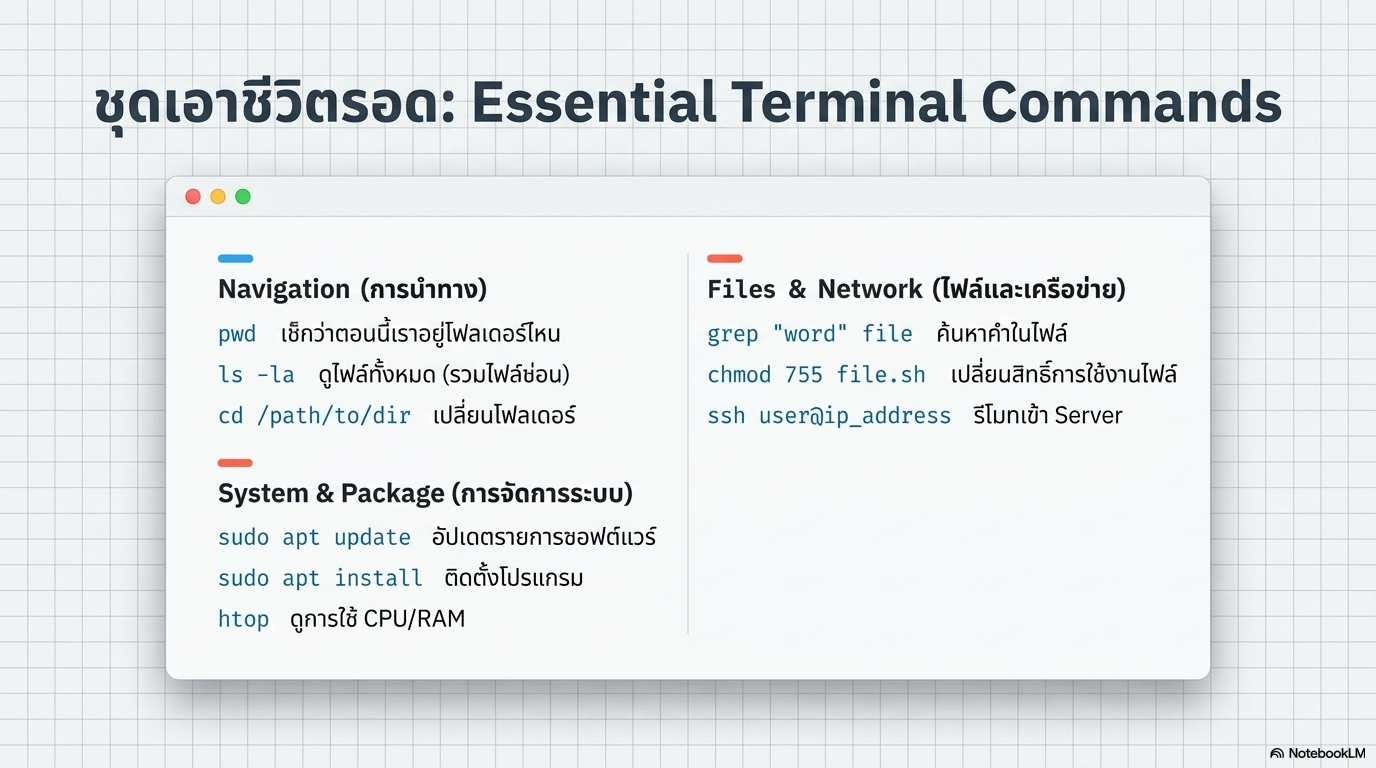 ชุดเอาชีวิตรอด: Essential Terminal Commands
Navigation (การนำทาง)
pwd เช็กว่าตอนนี้เราอยู่โฟลเดอร์ไหน
ls -la ดูไฟล์ทั้งหมด (รวมไฟล์ซ่อน)
cd /path/to/dir เปลี่ยนโฟลเดอร์
System & Package (การจัดการระบบ)
sudo apt update อัปเดตรายการซอฟต์แวร์
sudo apt install ติดตั้งโปรแกรม
htop ดูการใช้ CPU/RAM
Files & Network (ไฟล์และเครือข่าย)
grep "word" file ค้นหาคำในไฟล์
chmod 755 file.sh เปลี่ยนสิทธิ์การใช้งานไฟล์
ssh user@ip_address รีโมทเข้า Server
NotebookLM